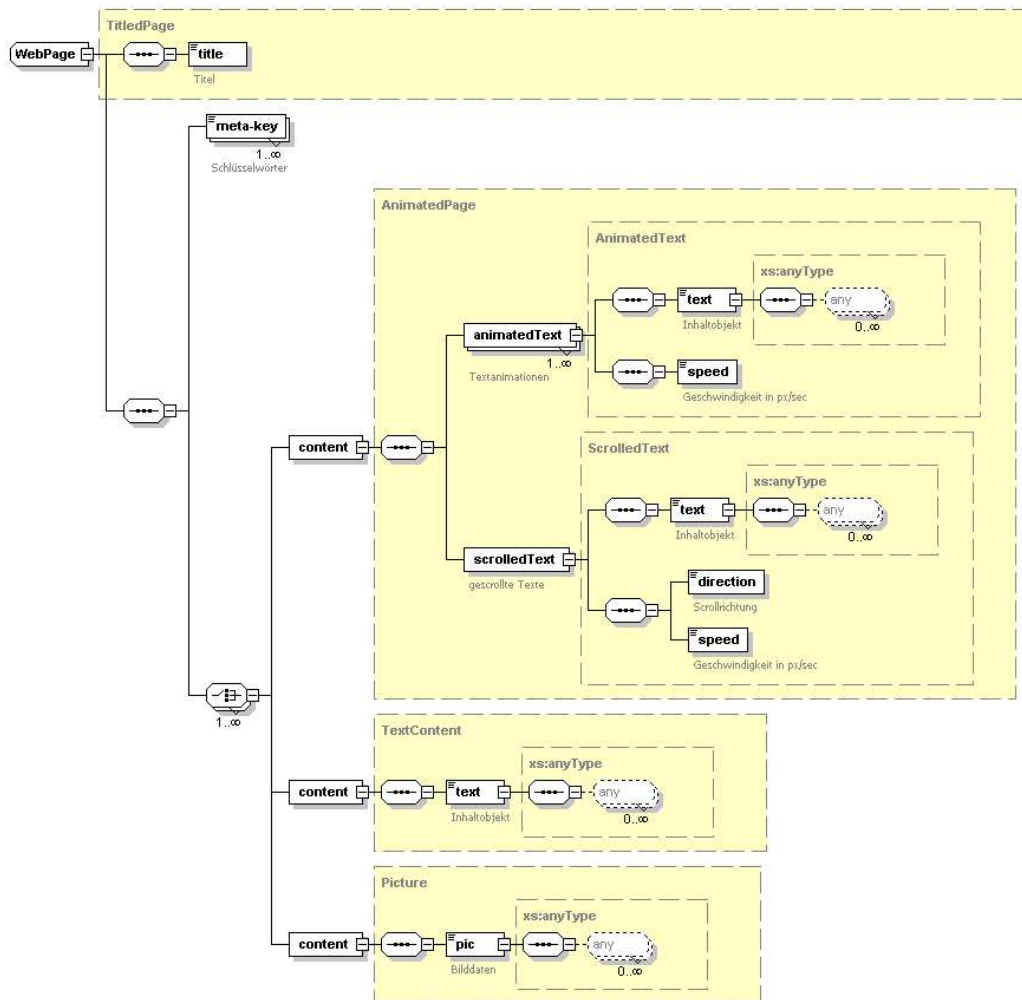 TitledPage
WebPage
title
Titel
meta-key
1..∞
Schlüsselwörter
AnimatedPage
AnimatedText
xs:anyType
text
any
Inhaltobjekt
0..∞
animatedText
1..∞
Textanimationen
speed
Geschwindigkeit in px/sec
content
ScrolledText
xs:anyType
text
any
Inhaltobjekt
0..∞
scrolledText
gescrollte Texte
direction
Scrollrichtung
speed
Geschwindigkeit in px/sec
1..∞
TextContent
xs:anyType
content
text
any
Inhaltobjekt
0..∞
Picture
xs:anyType
content
pic
any
Bilddaten
0..∞